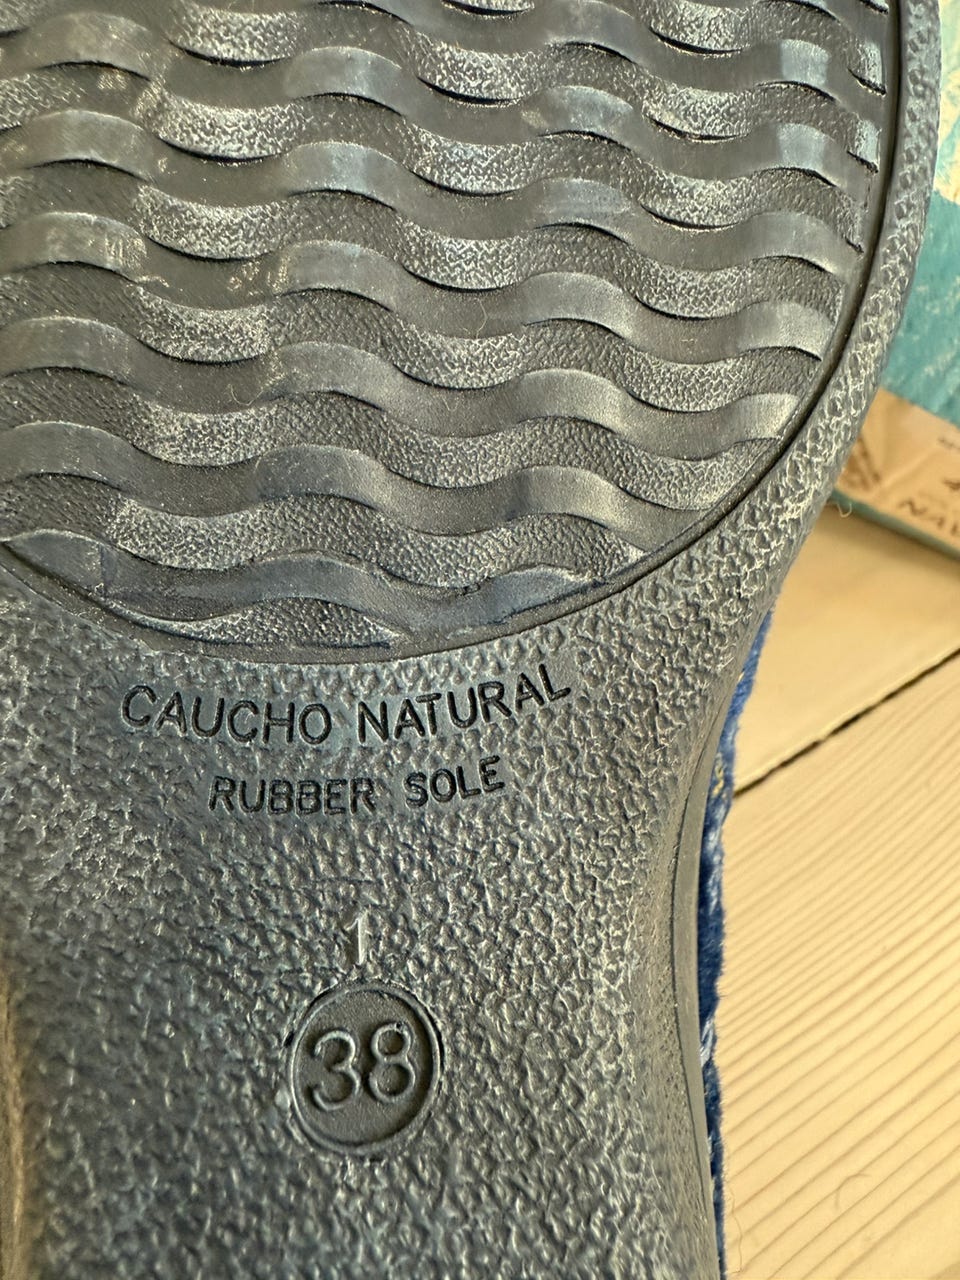 CAUCHO NATURAL
RUBBER SOLE
1
38